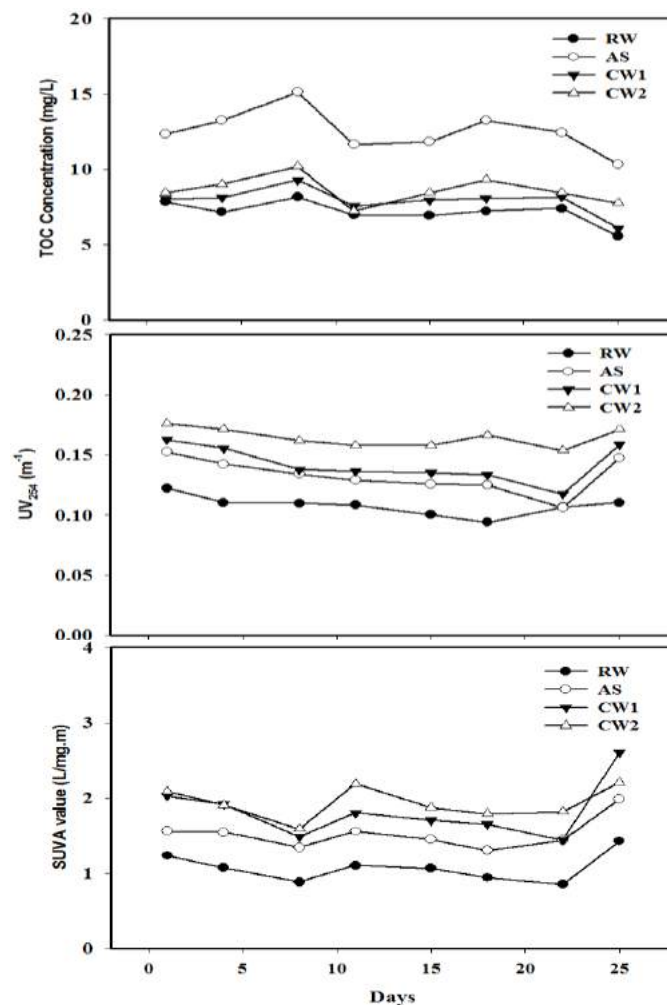 20
15
10
5
0
TOC Concentration (mg/L)
RW
AS
CW1
CW2
0.25
0.20
0.15
0.10
0.05
0.00
UV254 (m-1)
RW
AS
CW1
CW2
4
3
2
1
0
SUVA value (L/mg.m)
RW
AS
CW1
CW2
0 5 10 15 20 25
Days